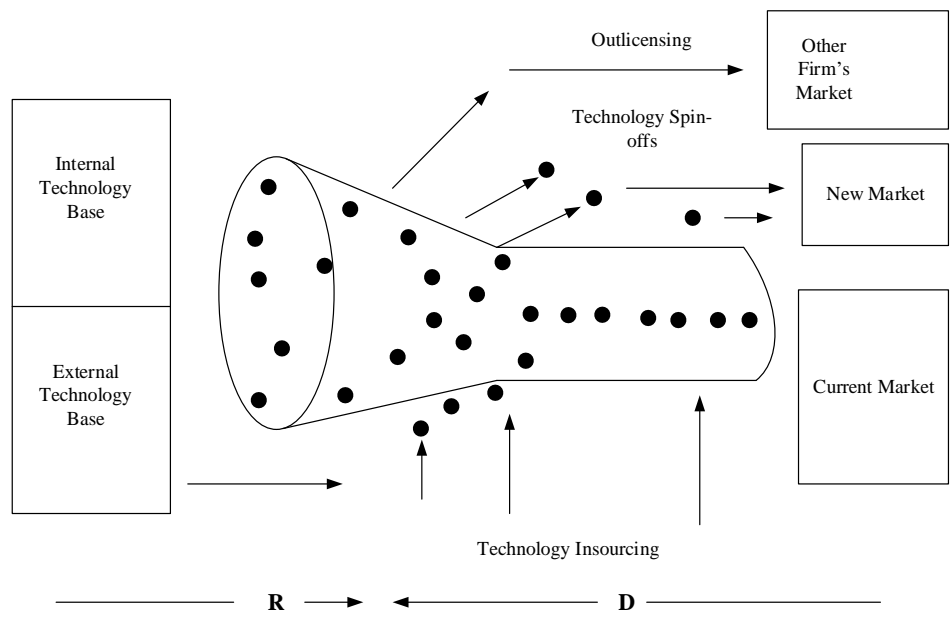 Internal
Technology
Base
External
Technology
Base
Outlicensing
Technology Spin-
offs
Other
Firm's
Market
New Market
Current Market
Technology Insourcing
R
D